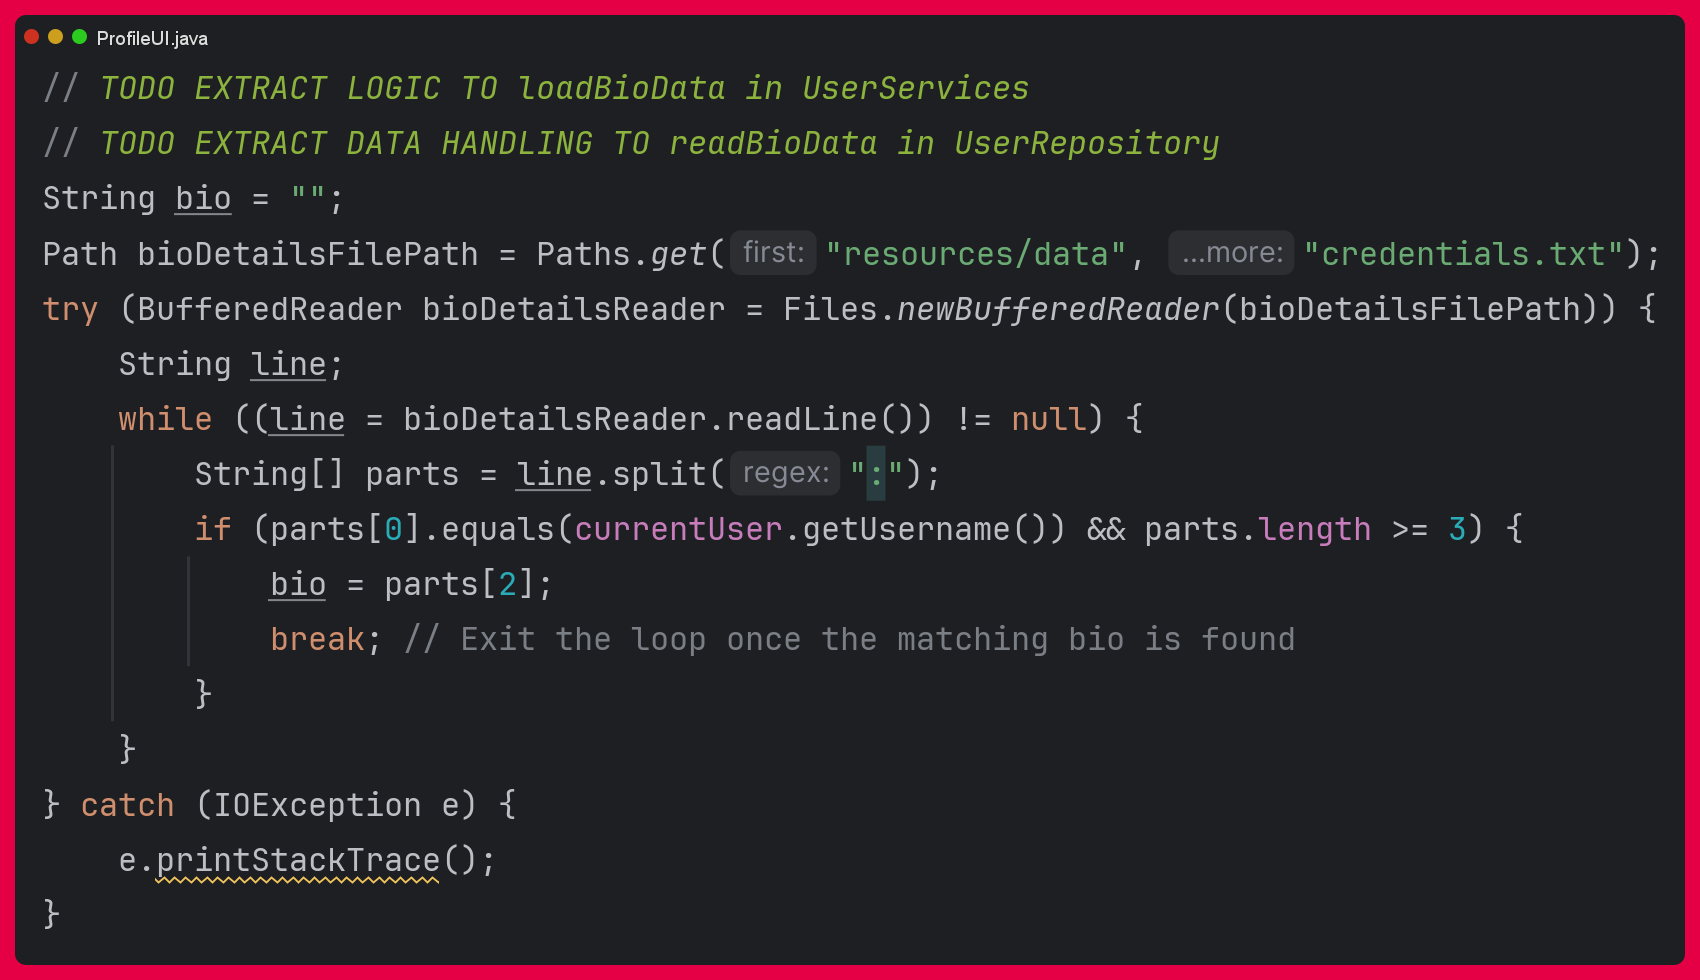 ProfileUI.java
// TODO EXTRACT LOGIC TO loadBioData in UserServices
// TODO EXTRACT DATA HANDLING TO readBioData in UserRepository
String bio = "";
Path bioDetailsFilePath = Paths.get( first: "resources/data", ...more: "credentials.txt");
try (BufferedReader bioDetailsReader = Files.newBufferedReader(bioDetailsFilePath)) {
    String line;
    while ((line = bioDetailsReader.readLine()) != null) {
        String[] parts = line.split( regex: ":");
        if (parts[0].equals(currentUser.getUsername()) && parts.length >= 3) {
            bio = parts[2];
            break; // Exit the loop once the matching bio is found
        }
    }
} catch (IOException e) {
    e.printStackTrace();
}